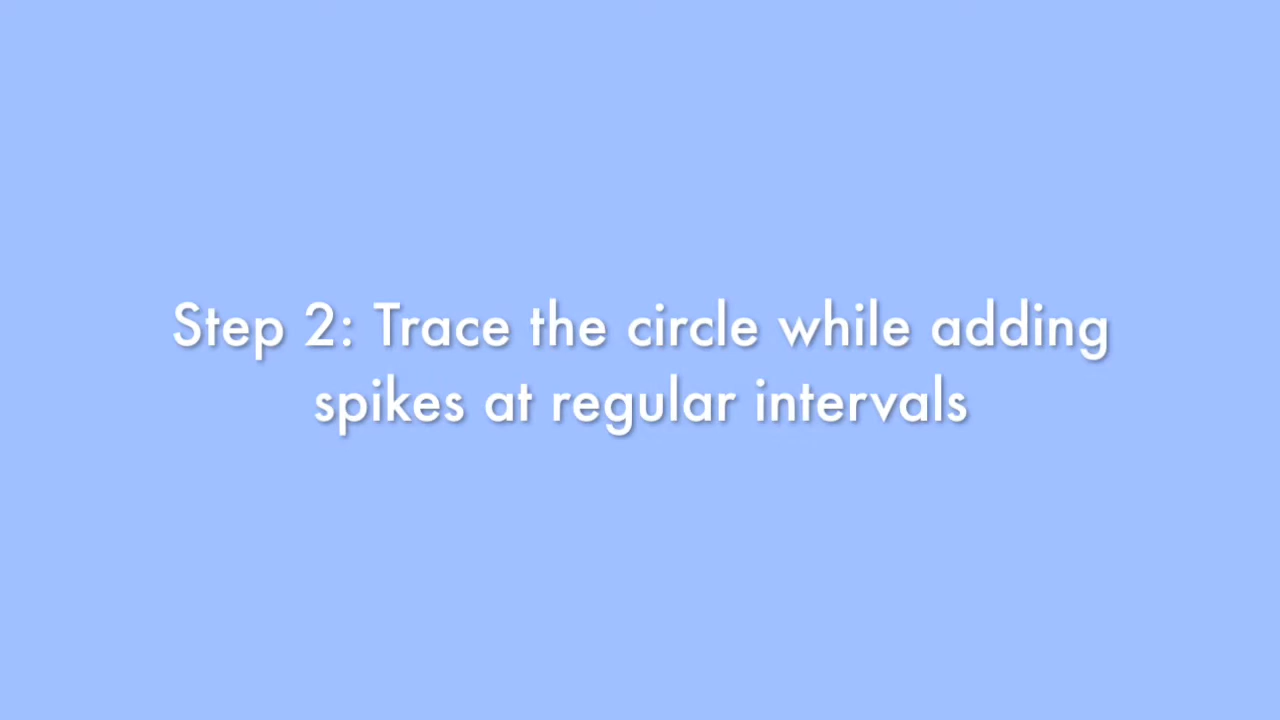 Step 2: Trace the circle while adding
spikes at regular intervals